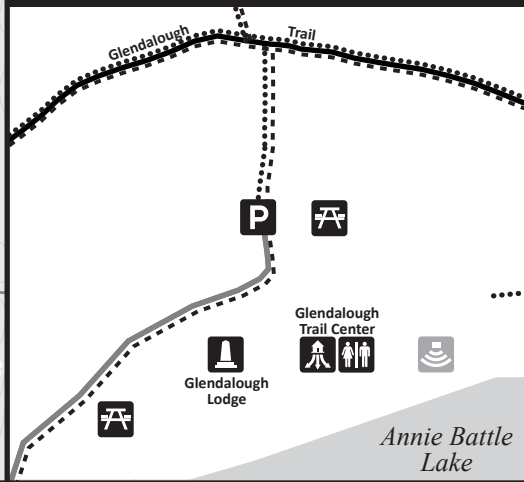 Glendalough Trail
P
Glendalough
Trail Center
Glendalough
Lodge
Annie Battle
Lake